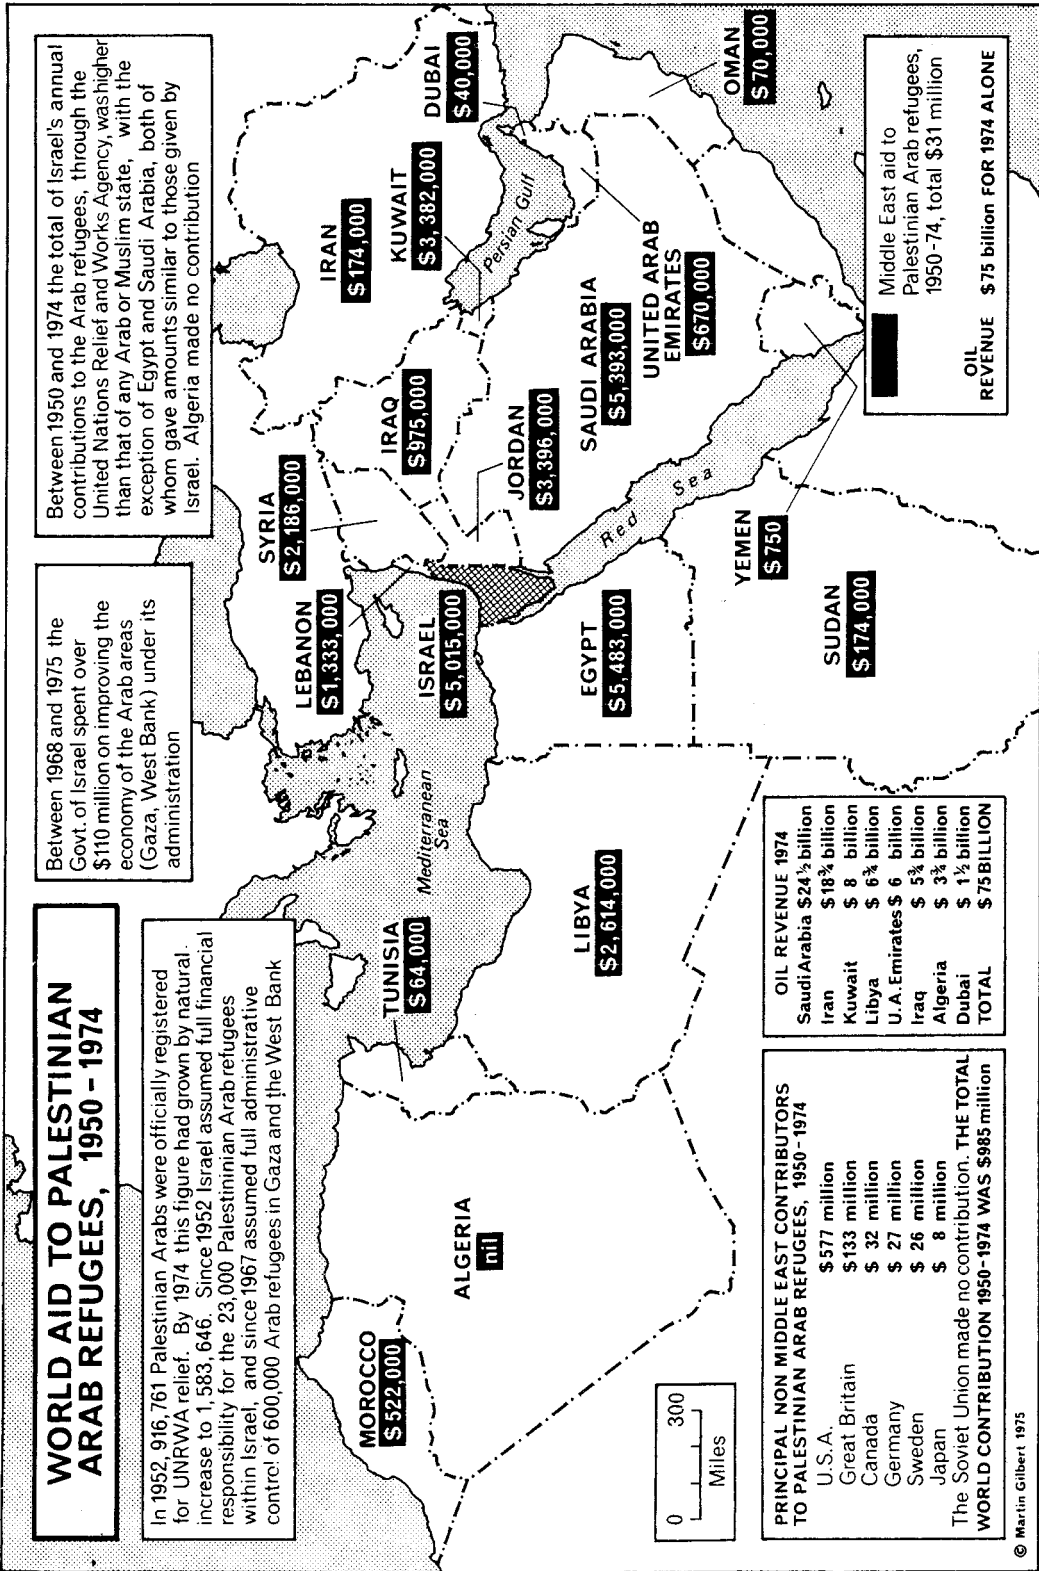 WORLD AID TO PALESTINIAN
ARAB REFUGEES, 1950-1974
In 1952, 916,761 Palestinian Arabs were officially registered
for UNRWA relief. By 1974 this figure had grown by natural
increase to 1,583,646. Since 1952 Israel assumed full financial
responsibility for the 23,000 Palestininian Arab refugees
within Israel, and since 1967 assumed full administrative
control of 600,000 Arab refugees in Gaza and the West Bank
Between 1968 and 1975 the
Govt. of Israel spent over
$110 million on improving the
economy of the Arab areas
(Gaza, West Bank) under its
administration
Between 1950 and 1974 the total of Israel's annual
contributions to the Arab refugees, through the
United Nations Relief and Works Agency, was higher
than that of any Arab or Muslim state, with the
exception of Egypt and Saudi Arabia, both of
whom gave amounts similar to those given by
Israel. Algeria made no contribution
MOROCCO
$522,000
ALGERIA
nil
TUNISIA
$64,000
Mediterranean
Sea
LIBYA
$2,614,000
LEBANON
$1,333,000
ISRAEL
$5,015,000
EGYPT
$5,483,000
SYRIA
$2,186,000
IRAQ
$975,000
JORDAN
$3,396,000
IRAN
$174,000
KUWAIT
$3,382,000
DUBAI
$40,000
Persian Gulf
SAUDI ARABIA
$5,393,000
UNITED ARAB
EMIRATES
$670,000
OMAN
$70,000
Red Sea
YEMEN
$750
SUDAN
$174,000
0 300
Miles
PRINCIPAL NON MIDDLE EAST CONTRIBUTORS
TO PALESTINIAN ARAB REFUGEES, 1950-1974
U.S.A. $577 million
Great Britain $133 million
Canada $ 32 million
Germany $ 27 million
Sweden $ 26 million
Japan $ 8 million
The Soviet Union made no contribution. THE TOTAL
WORLD CONTRIBUTION 1950-1974 WAS $985 million
OIL REVENUE 1974
Saudi Arabia $24½ billion
Iran $18¾ billion
Kuwait $ 8 billion
Libya $ 6¾ billion
U.A.Emirates $ 6 billion
Iraq $ 5¾ billion
Algeria $ 3¾ billion
Dubai $ 1½ billion
TOTAL $75 BILLION
Middle East aid to
Palestinian Arab refugees,
1950-74, total $31 million
OIL
REVENUE $75 billion FOR 1974 ALONE
© Martin Gilbert 1975